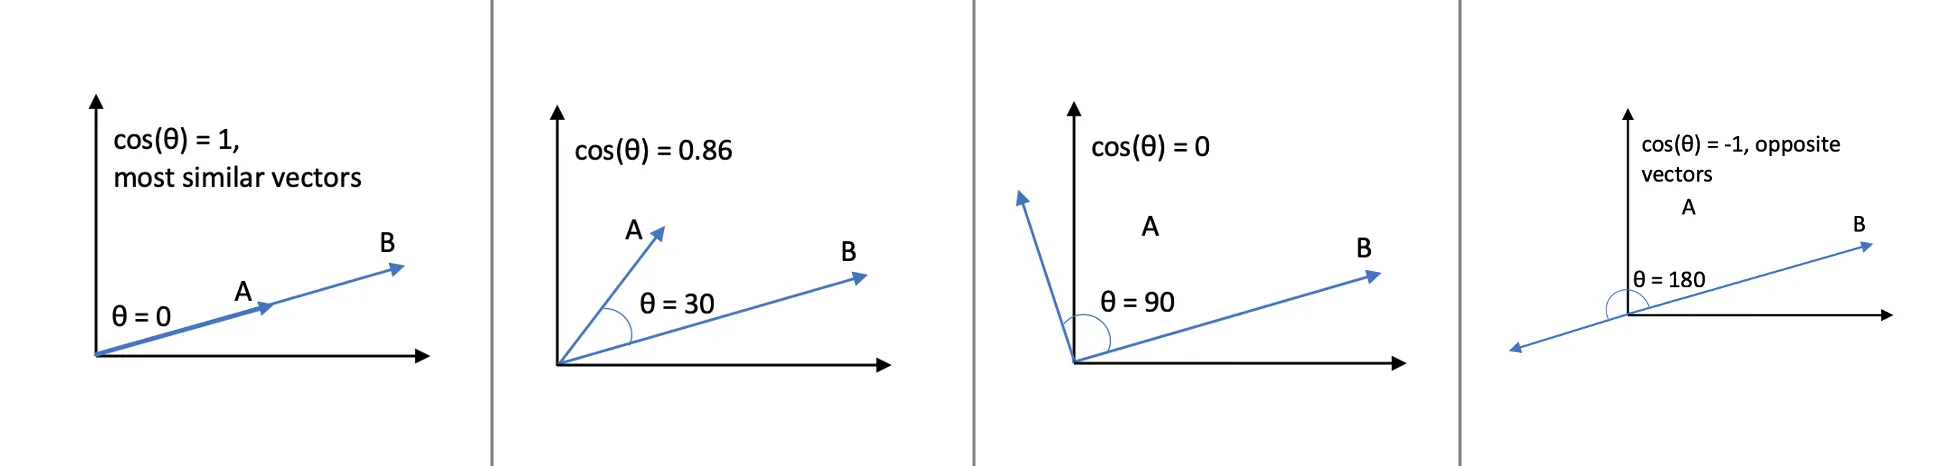 cos(θ) = 1,
most similar vectors
B
A
θ = 0
cos(θ) = 0.86
A
B
θ = 30
cos(θ) = 0
A
B
θ = 90
cos(θ) = -1, opposite
vectors
A
B
θ = 180